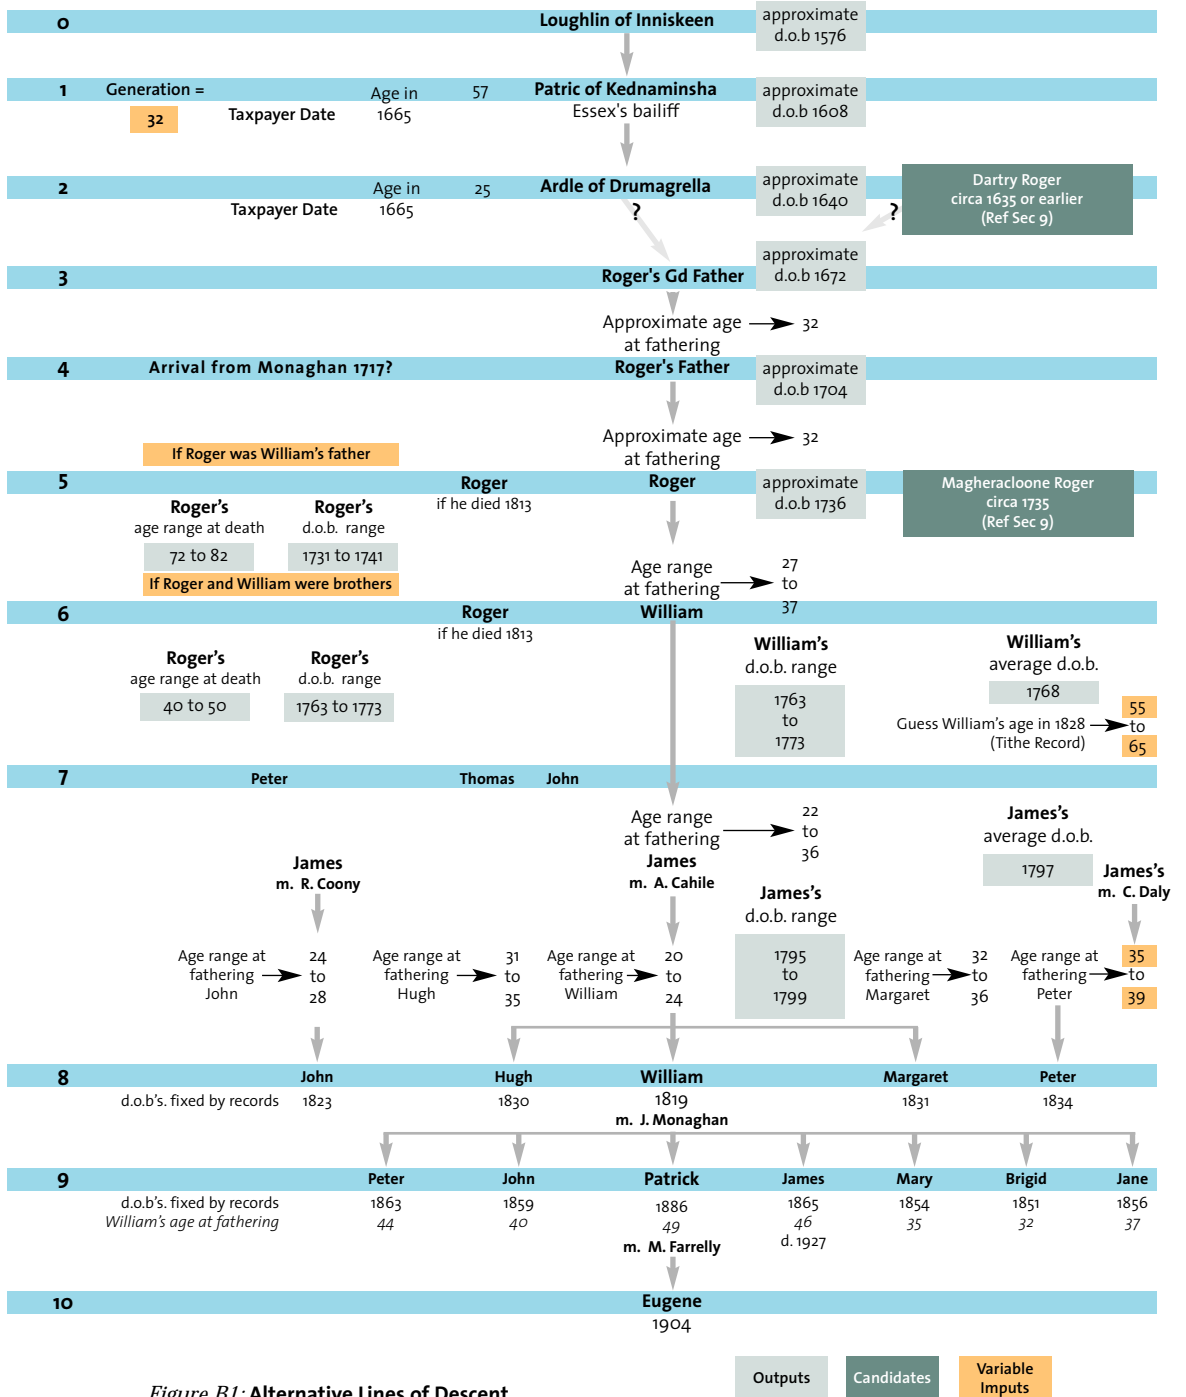 0
Loughlin of Inniskeen
approximate
d.o.b 1576
1
Generation =
32
Taxpayer Date
Age in
1665
57
Patric of Kednaminsha
Essex's bailiff
approximate
d.o.b 1608
2
Taxpayer Date
Age in
1665
25
Ardle of Drumagrella
approximate
d.o.b 1640
Dartry Roger
circa 1635 or earlier
(Ref Sec 9)
?
?
3
Roger's Gd Father
approximate
d.o.b 1672
Approximate age
at fathering
32
4
Arrival from Monaghan 1717?
Roger's Father
approximate
d.o.b 1704
Approximate age
at fathering
32
If Roger was William's father
5
Roger
if he died 1813
Roger
approximate
d.o.b 1736
Magheracloone Roger
circa 1735
(Ref Sec 9)
Roger's
age range at death
72 to 82
Roger's
d.o.b. range
1731 to 1741
If Roger and William were brothers
Age range
at fathering
27
to
37
6
Roger
if he died 1813
William
Roger's
age range at death
40 to 50
Roger's
d.o.b. range
1763 to 1773
William's
d.o.b. range
1763
to
1773
William's
average d.o.b.
1768
Guess William's age in 1828
(Tithe Record)
55
to
65
7
Peter
Thomas
John
Age range
at fathering
22
to
36
James's
average d.o.b.
1797
James
m. R. Coony
James
m. A. Cahile
James's
d.o.b. range
1795
to
1799
James's
m. C. Daly
Age range at
fathering
John
24
to
28
Age range at
fathering
Hugh
31
to
35
Age range at
fathering
William
20
to
24
Age range at
fathering
Margaret
32
to
36
Age range at
fathering
Peter
35
to
39
8
John
Hugh
William
Margaret
Peter
d.o.b's. fixed by records
1823
1830
1819
1831
1834
m. J. Monaghan
9
Peter
John
Patrick
James
Mary
Brigid
Jane
d.o.b's. fixed by records
1863
1859
1886
1865
1854
1851
1856
William's age at fathering
44
40
49
46
35
32
37
m. M. Farrelly
d. 1927
10
Eugene
1904
Outputs
Candidates
Variable
Imputs
Figure B1: Alternative Lines of Descent